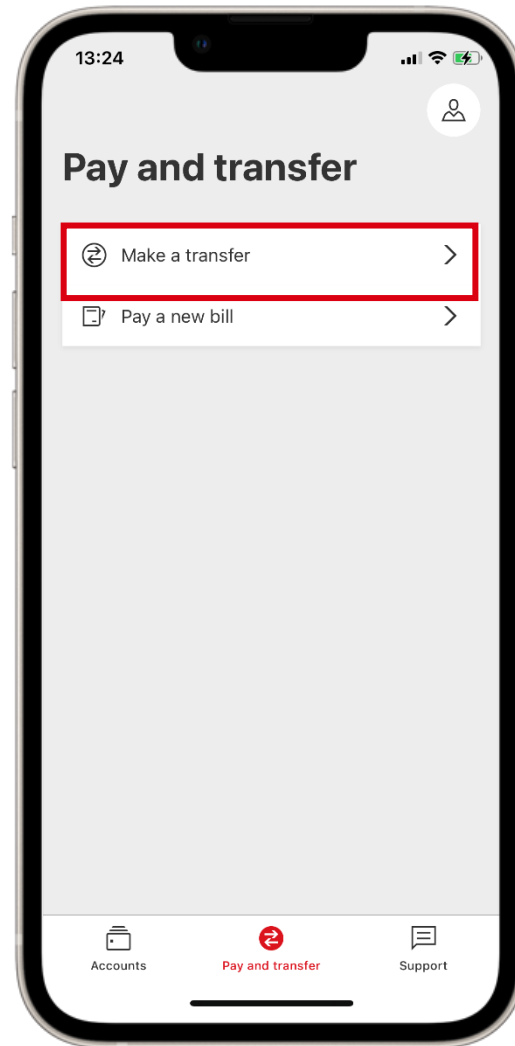 13:24
Pay and transfer
Make a transfer
Pay a new bill
Accounts
Pay and transfer
Support